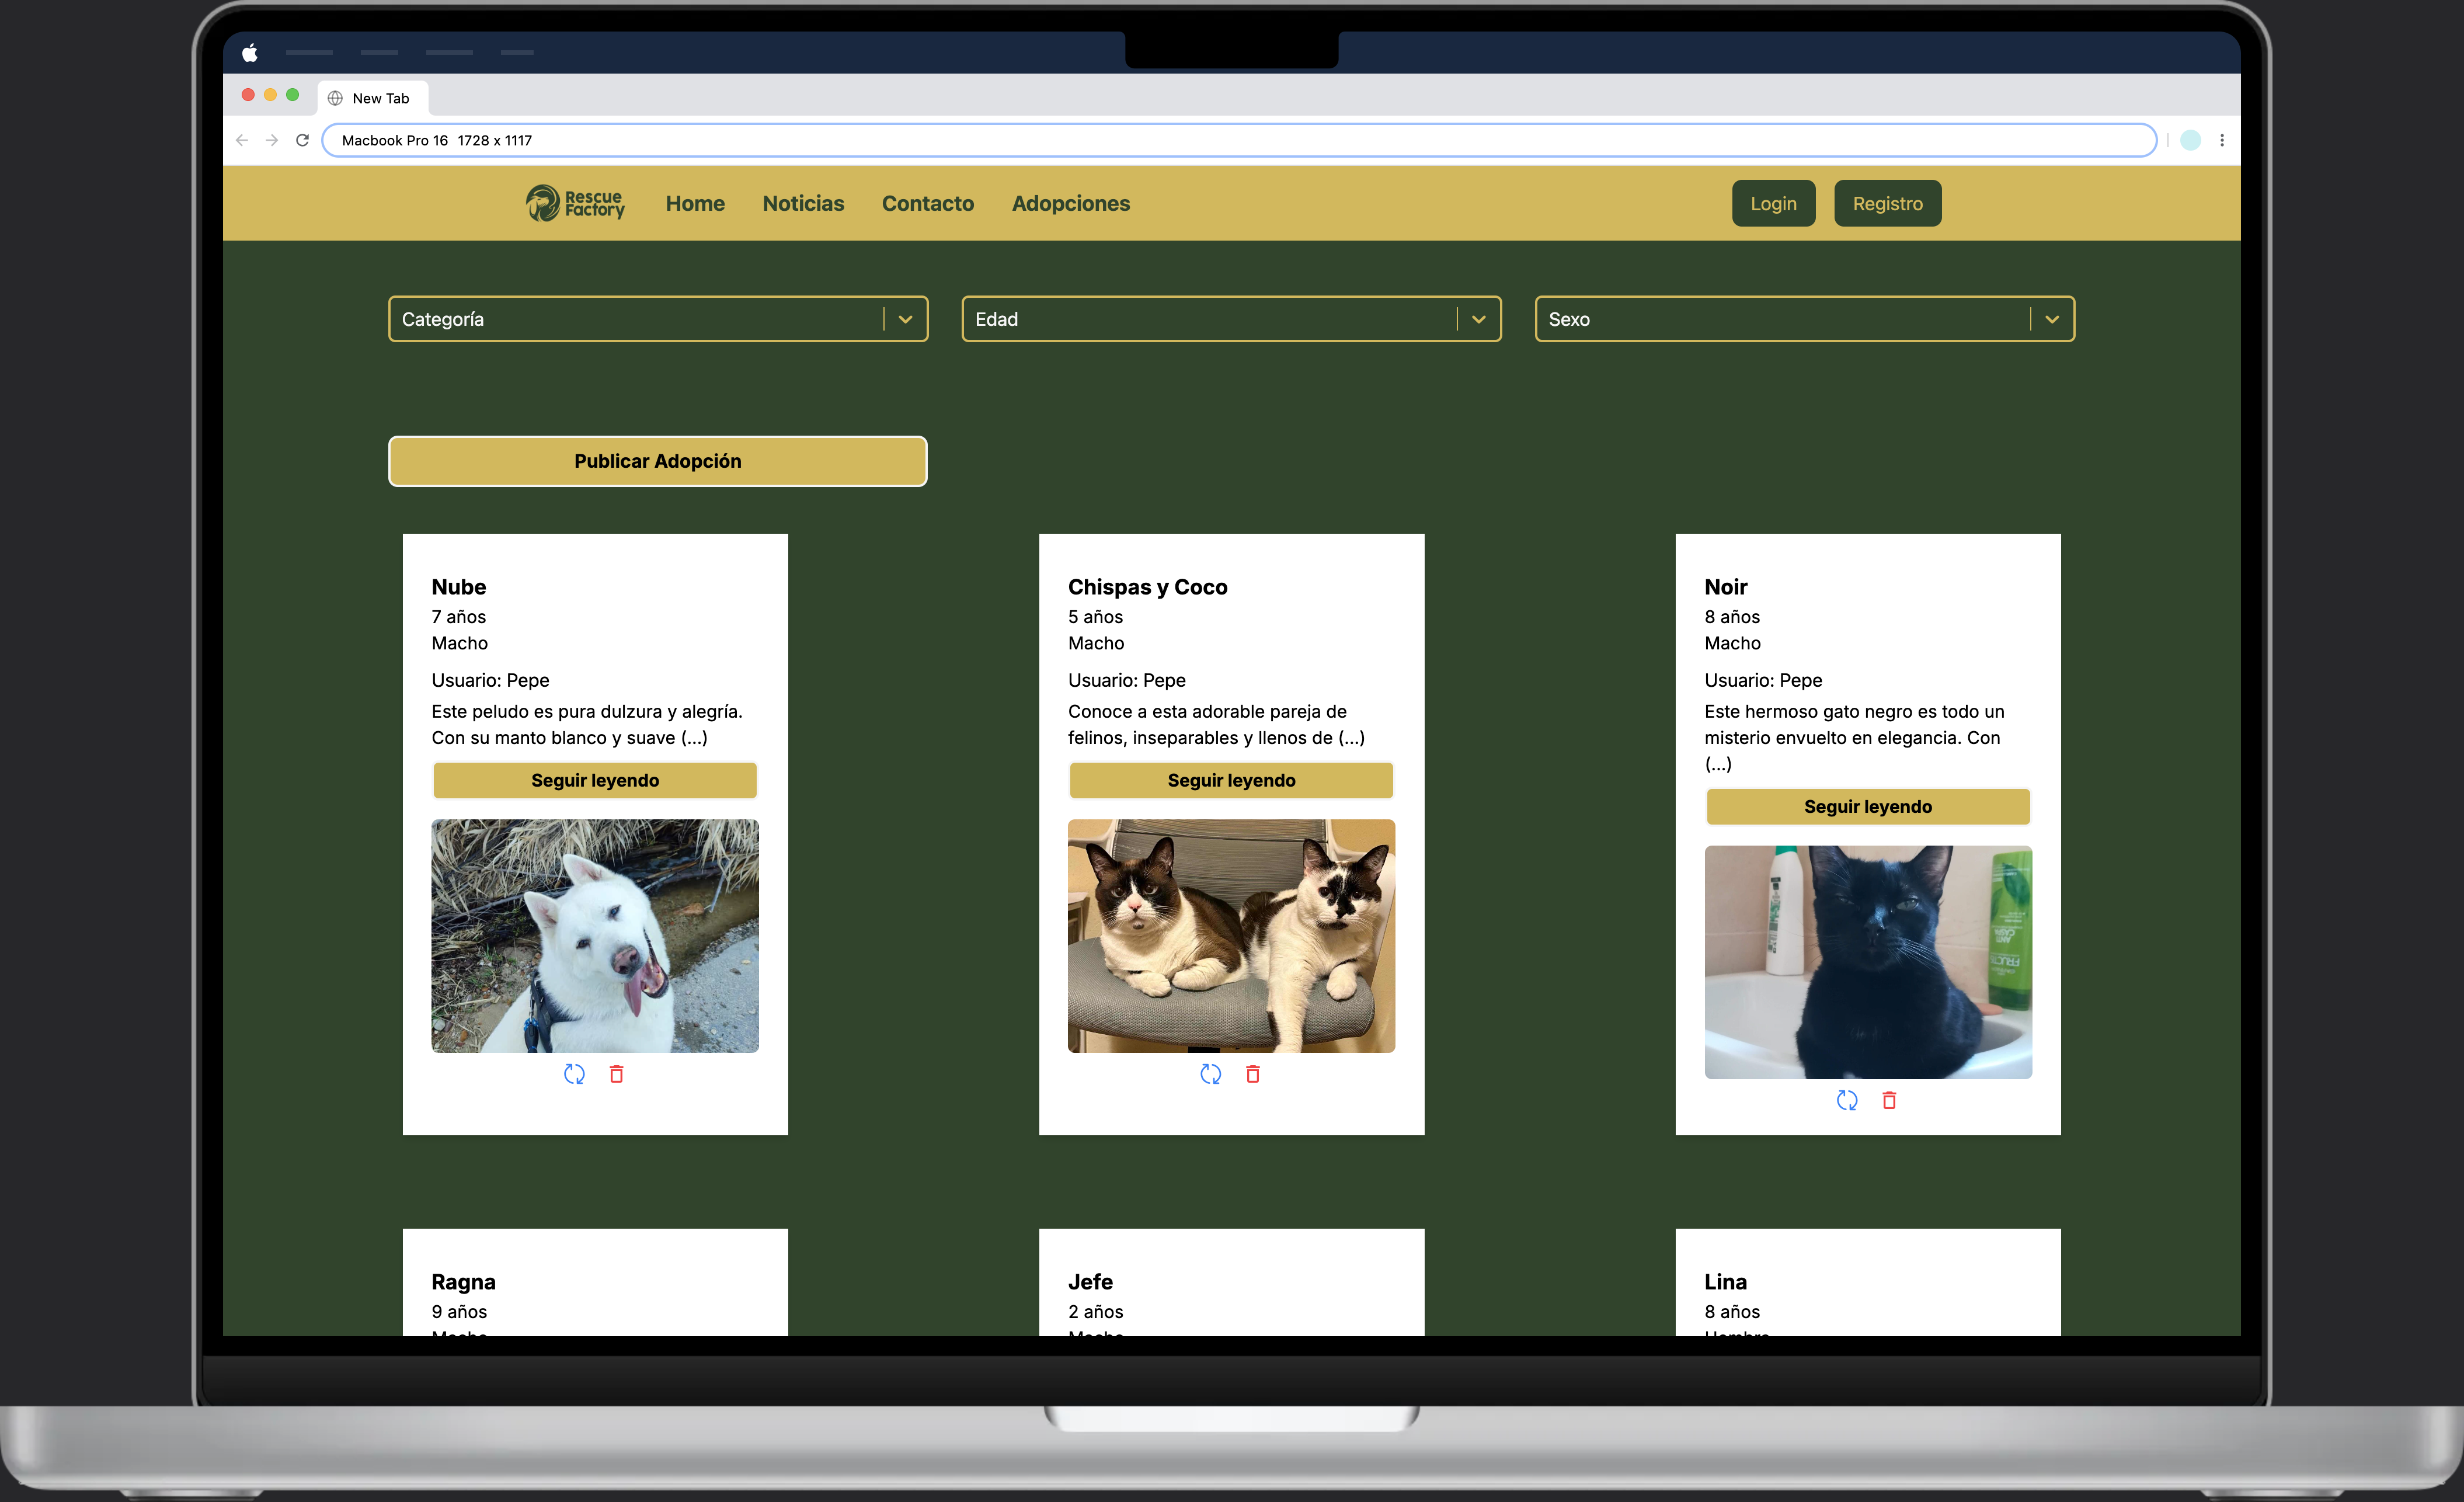 New Tab
Macbook Pro 16 1728 x 1117
Rescue
Factory
Home
Noticias
Contacto
Adopciones
Login
Registro
Categoría
Edad
Sexo
Publicar Adopción
Nube
7 años
Macho
Usuario: Pepe
Este peludo es pura dulzura y alegría.
Con su manto blanco y suave (...)
Seguir leyendo
Chispas y Coco
5 años
Macho
Usuario: Pepe
Conoce a esta adorable pareja de
felinos, inseparables y llenos de (...)
Seguir leyendo
Noir
8 años
Macho
Usuario: Pepe
Este hermoso gato negro es todo un
misterio envuelto en elegancia. Con
(...)
Seguir leyendo
Ragna
9 años
Macho
Jefe
2 años
Macho
Lina
8 años
Hembra